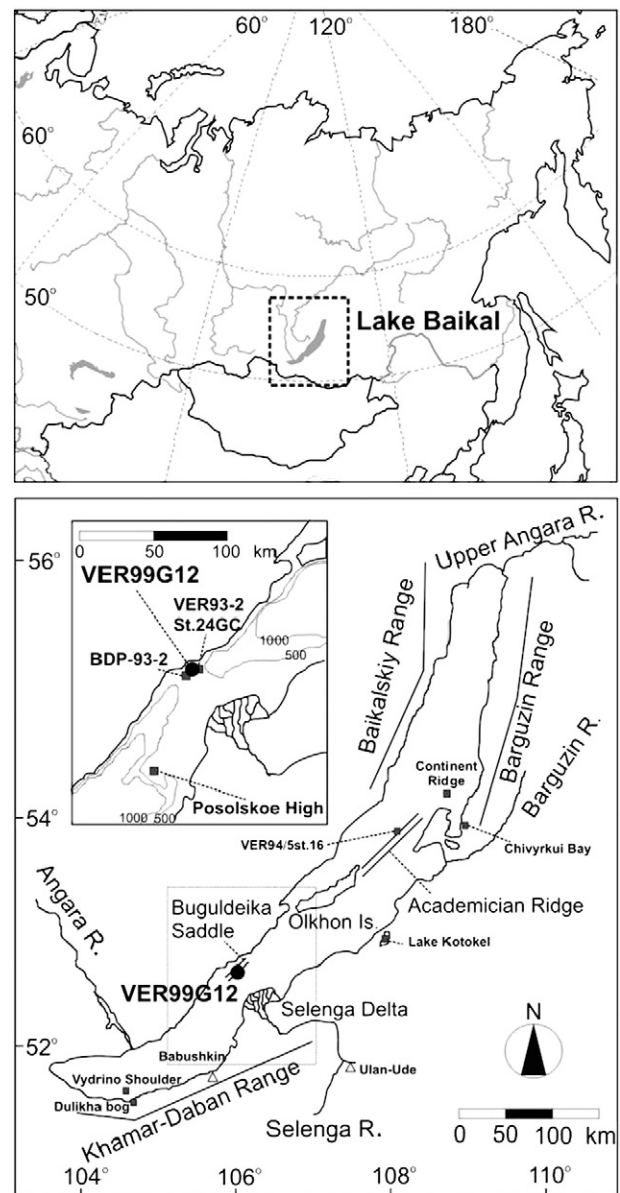 60° 120° 180°
60°
50°
Lake Baikal
0 50 100 km
VER99G12
VER93-2
St.24GC
BDP-93-2
1000
500
Posolskoe High
1000 500
56°
54°
52°
Upper Angara R.
Baikalskiy Range
Barguzin Range
Barguzin R.
Continent
Ridge
VER94/5st.16
Chivyrkui Bay
Academician Ridge
Angara R.
Buguldeika
Saddle
Olkhon Is.
Lake Kotokel
VER99G12
Selenga Delta
Babushkin
Vydrino Shoulder
Ulan-Ude
Dulikha bog
Khamar-Daban Range
Selenga R.
N
0 50 100 km
104° 106° 108° 110°